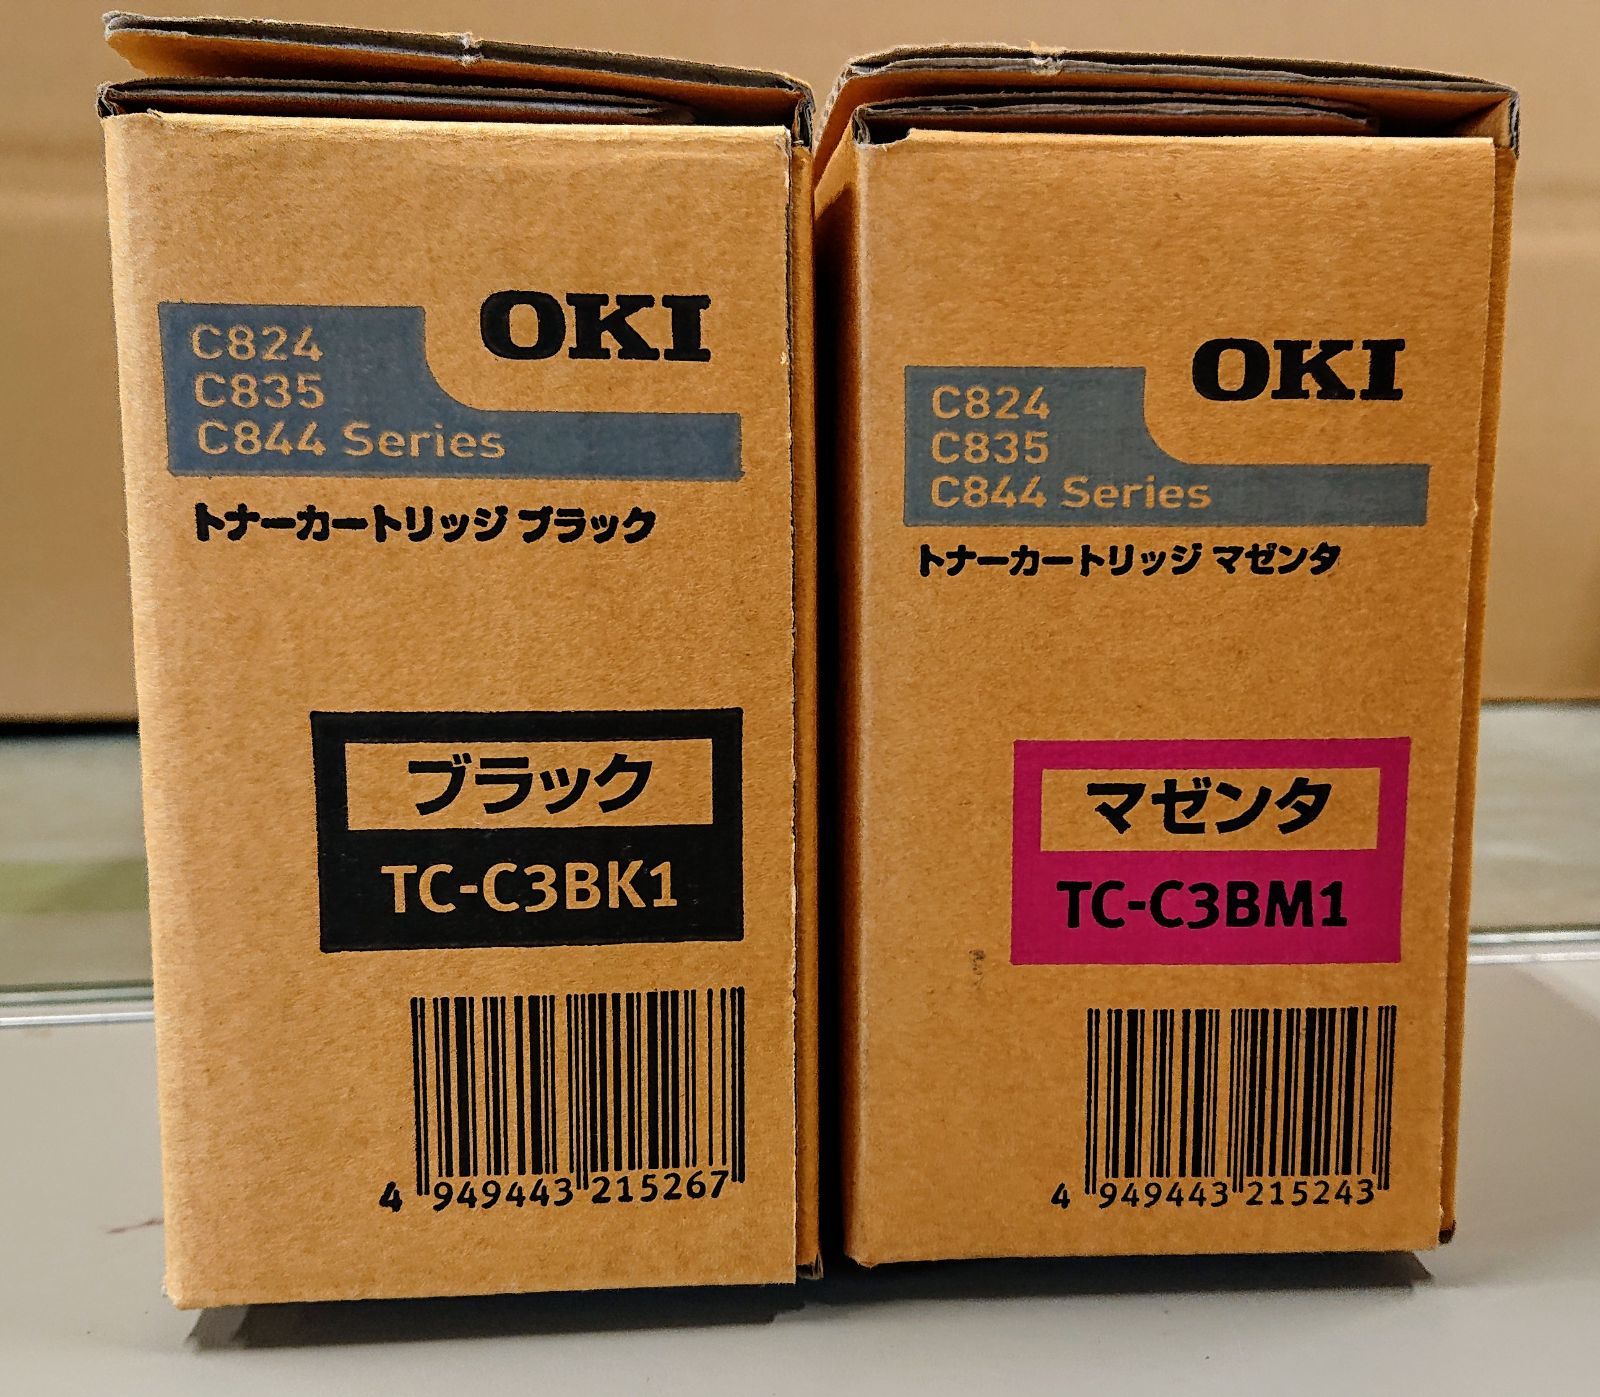 OKI
C824
C835
C844 Series
トナーカートリッジ ブラック
ブラック
TC-C3BK1
4 949443 215267
OKI
C824
C835
C844 Series
トナーカートリッジ マゼンタ
マゼンタ
TC-C3BM1
4 949443 215243